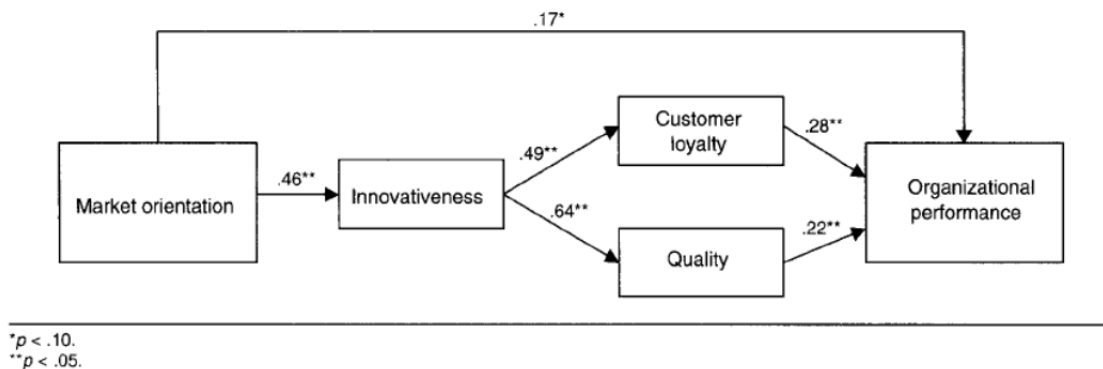 .17*
Customer
loyalty
.28**
.49**
.46**
Market orientation
Innovativeness
Organizational
performance
.64**
.22**
Quality
*p < .10.
**p < .05.